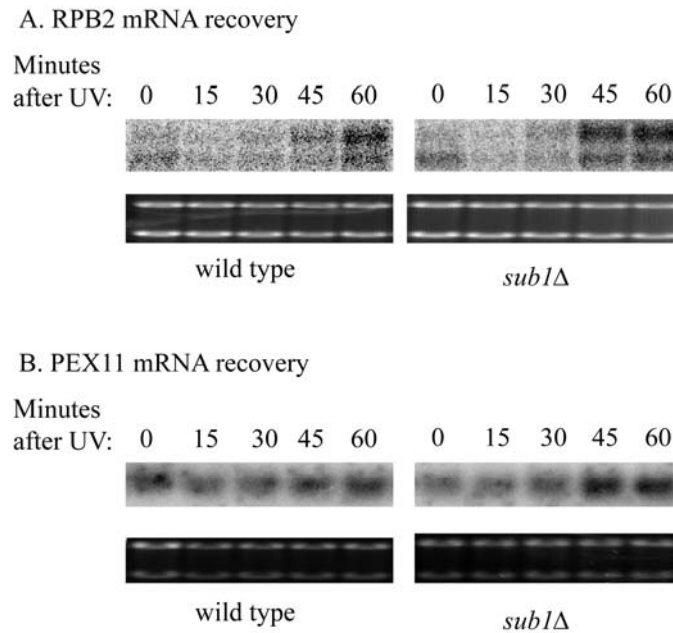 A. RPB2 mRNA recovery
Minutes
after UV: 0 15 30 45 60 0 15 30 45 60
wild type sub1Δ
B. PEX11 mRNA recovery
Minutes
after UV: 0 15 30 45 60 0 15 30 45 60
wild type sub1Δ